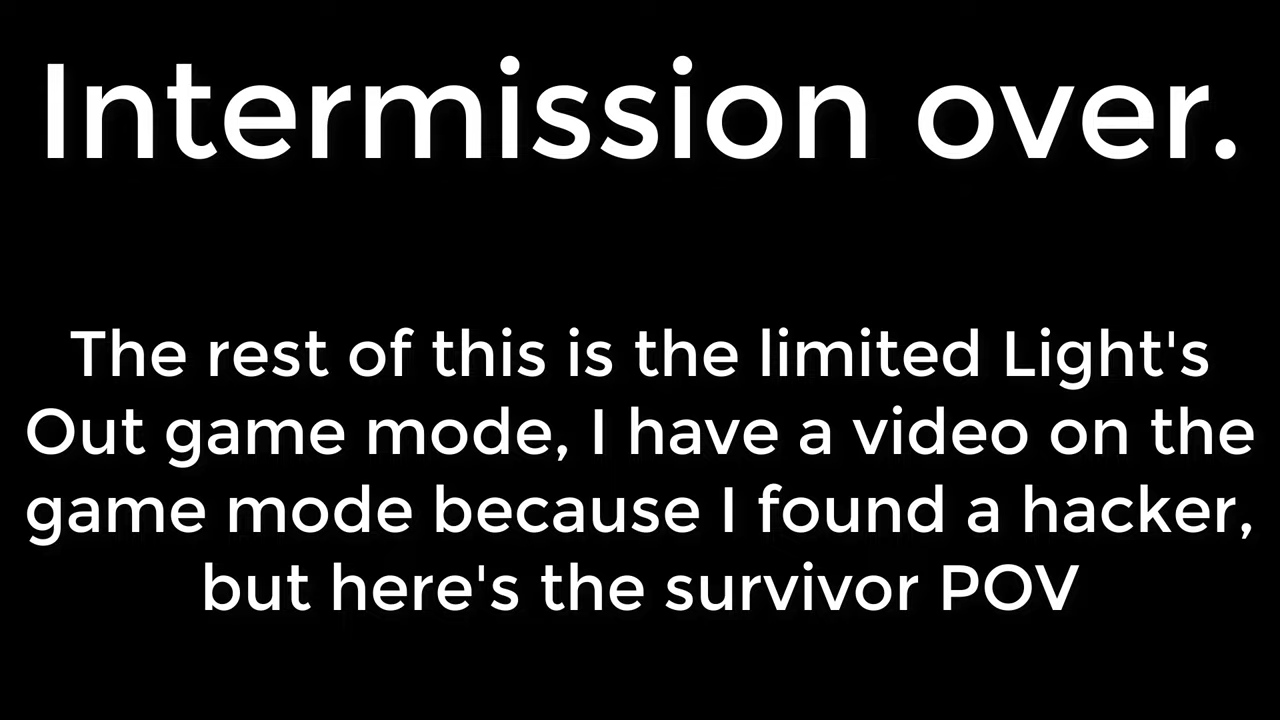 Intermission over.
The rest of this is the limited Light's
Out game mode, I have a video on the
game mode because I found a hacker,
but here's the survivor POV